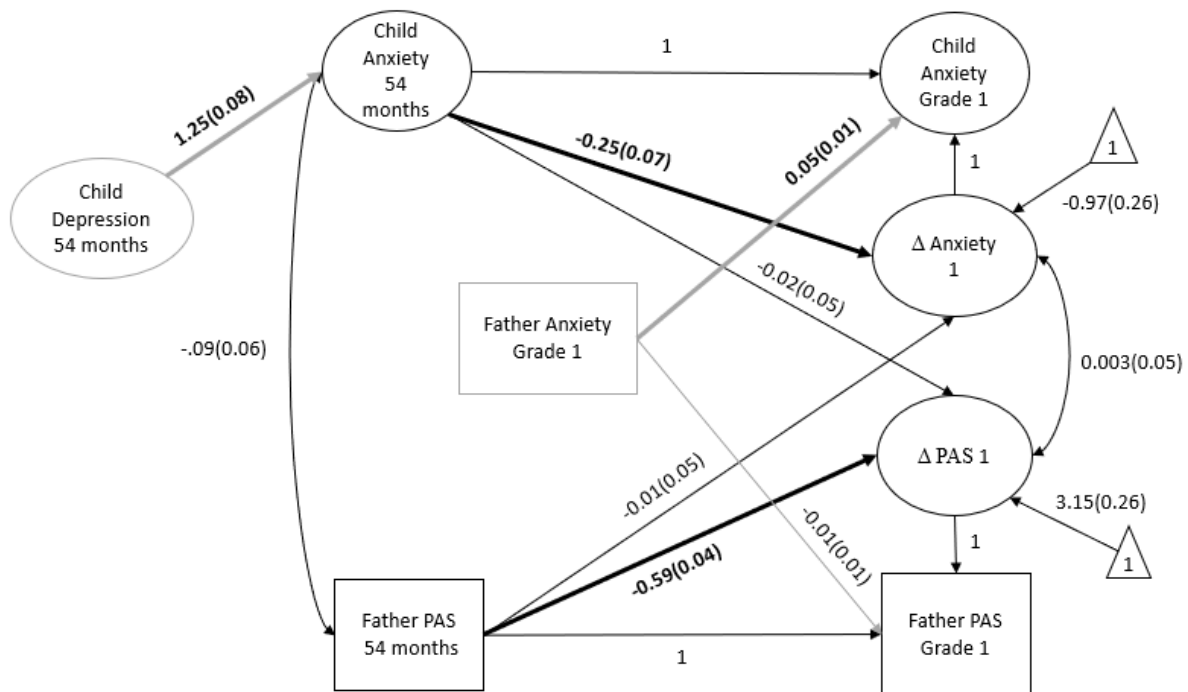 Child
Anxiety
54
months
1
Child
Anxiety
Grade 1
1.25(0.08)
-0.25(0.07)
0.05(0.01)
1
1
-0.97(0.26)
Child
Depression
54 months
Δ Anxiety
1
-0.02(0.05)
Father Anxiety
Grade 1
-.09(0.06)
0.003(0.05)
Δ PAS 1
-0.01(0.05)
-0.01(0.01)
3.15(0.26)
-0.59(0.04)
1
1
Father PAS
54 months
1
Father PAS
Grade 1